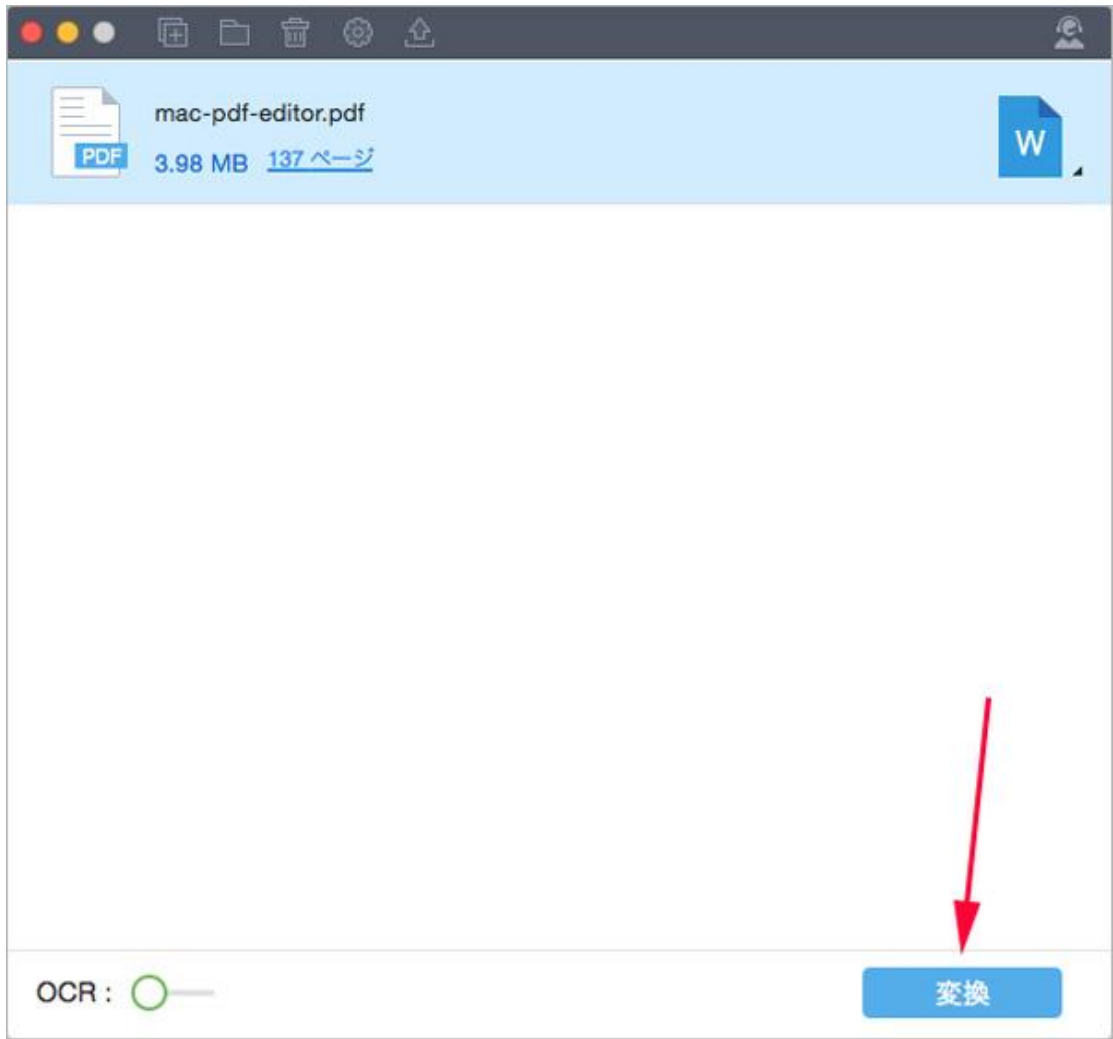 mac-pdf-editor.pdf
PDF
3.98 MB 137 ページ
W
OCR :
変換